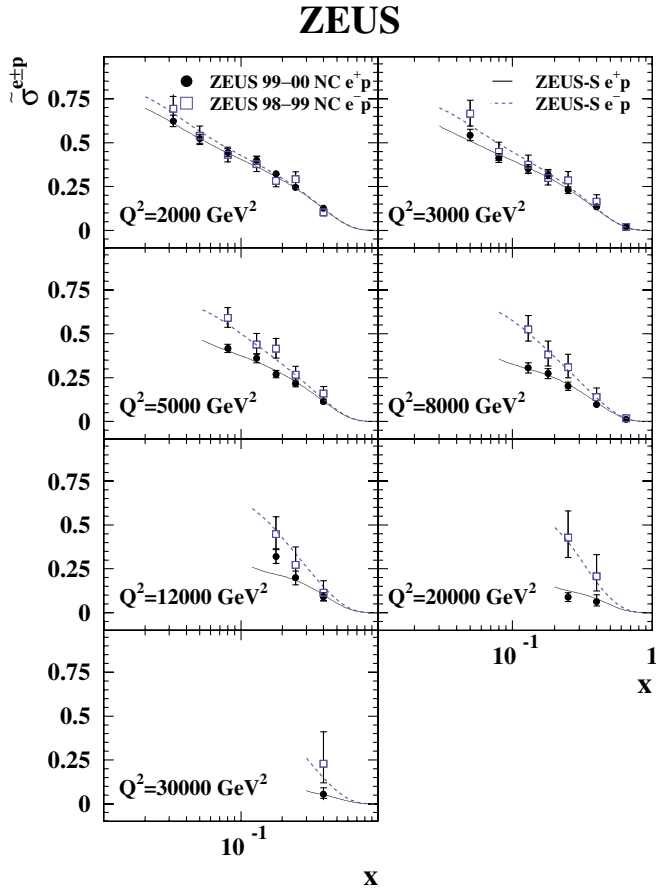 ZEUS
σ̃ e±p
ZEUS 99–00 NC e⁺p
ZEUS 98–99 NC e⁻p
ZEUS-S e⁺p
ZEUS-S e⁻p
0.75
0.5
0.25
0
Q²=2000 GeV²
Q²=3000 GeV²
0.75
0.5
0.25
0
Q²=5000 GeV²
Q²=8000 GeV²
0.75
0.5
0.25
0
Q²=12000 GeV²
Q²=20000 GeV²
0.75
0.5
0.25
0
Q²=30000 GeV²
10⁻¹
1
x
10⁻¹
x